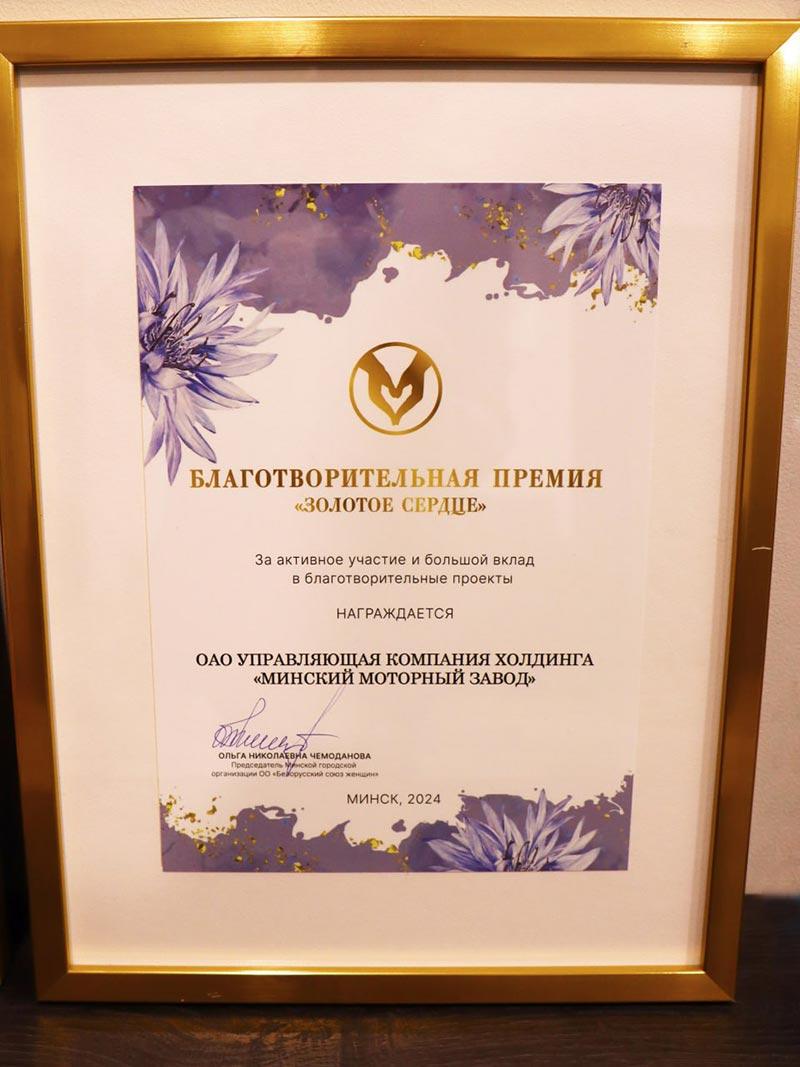 БЛАГОТВОРИТЕЛЬНАЯ ПРЕМИЯ
«ЗОЛОТОЕ СЕРДЦЕ»
За активное участие и большой вклад
в благотворительные проекты
НАГРАЖДАЕТСЯ
ОАО УПРАВЛЯЮЩАЯ КОМПАНИЯ ХОЛДИНГА
«МИНСКИЙ МОТОРНЫЙ ЗАВОД»
ОЛЬГА НИКОЛАЕВНА ЧЕМОДАНОВА
Председатель Минской городской
организации ОО «Белорусский союз женщин»
МИНСК, 2024